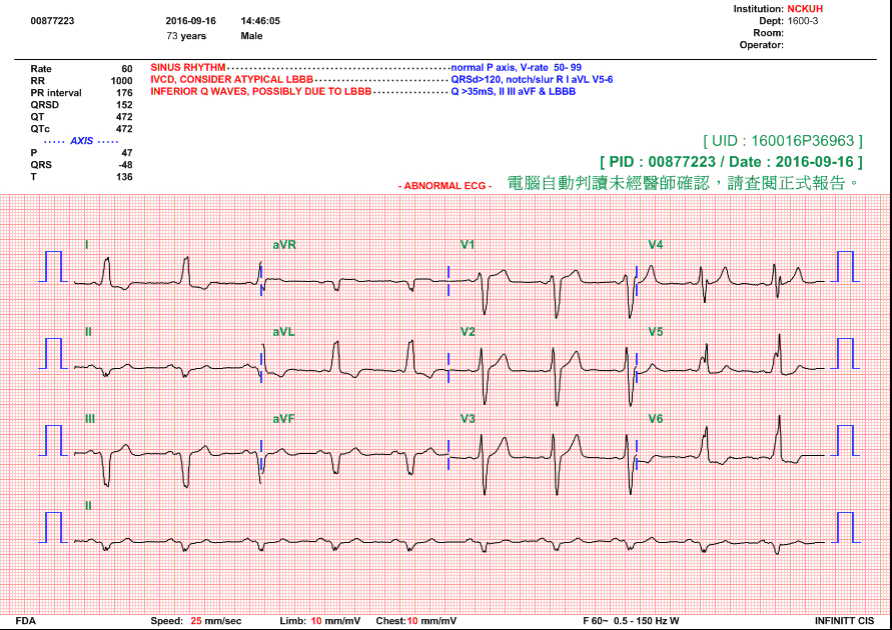 Institution: NCKUH
00877223 2016-09-16 14:46:05 Dept: 1600-3
73 years Male Room:
Operator:
Rate 60 SINUS RHYTHM - normal P axis, V-rate 50- 99
RR 1000 IVCD, CONSIDER ATYPICAL LBBB - QRSd>120, notch/slur R I aVL V5-6
PR interval 176 INFERIOR Q WAVES, POSSIBLY DUE TO LBBB - Q >35mS, II III aVF & LBBB
QRSD 152
QT 472
QTc 472
----- AXIS -----
P 47
QRS -48
T 136
[ UID : 160016P36963 ]
[ PID : 00877223 / Date : 2016-09-16 ]
- ABNORMAL ECG - 電腦自動判讀未經醫師確認，請查閱正式報告。
I aVR V1 V4
II aVL V2 V5
III aVF V3 V6
II
FDA Speed: 25 mm/sec Limb: 10 mm/mV Chest:10 mm/mV F 60~ 0.5 - 150 Hz W INFINITT CIS